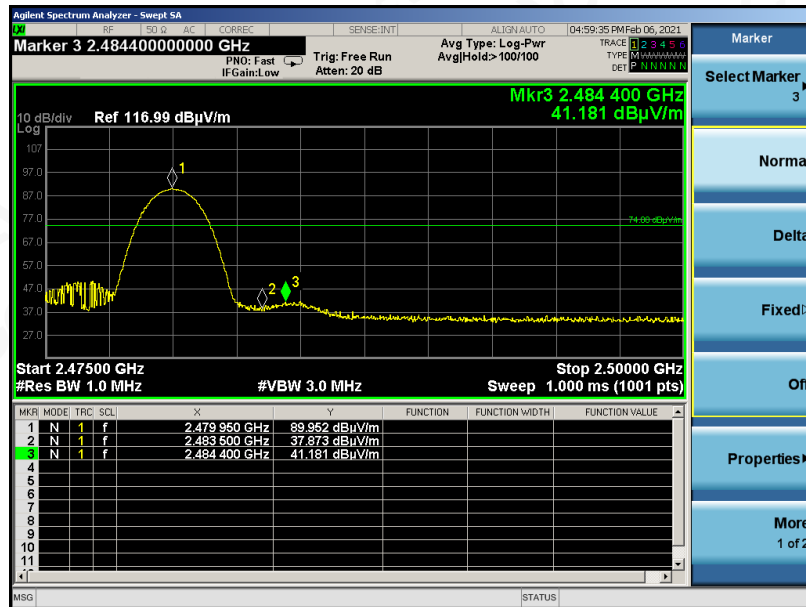 Agilent Spectrum Analyzer - Swept SA
LXI RF 50 Ω AC CORREC SENSE:INT ALIGN AUTO 04:59:35 PM Feb 06, 2021
Marker 3 2.484400000000 GHz
PNO: Fast
IFGain:Low
Trig: Free Run
Atten: 20 dB
Avg Type: Log-Pwr
Avg|Hold:>100/100
TRACE 1 2 3 4 5 6
TYPE M WWWWW
DET P N N N N N
Mkr3 2.484 400 GHz
41.181 dBµV/m
10 dB/div Ref 116.99 dBµV/m
Log
107
97.0
87.0
77.0
67.0
57.0
47.0
37.0
27.0
1
2
3
74.00 dBµV/m
Start 2.47500 GHz Stop 2.50000 GHz
#Res BW 1.0 MHz #VBW 3.0 MHz Sweep 1.000 ms (1001 pts)
MKR MODE TRC SCL X Y FUNCTION FUNCTION WIDTH FUNCTION VALUE
1 N 1 f 2.479 950 GHz 89.952 dBµV/m
2 N 1 f 2.483 500 GHz 37.873 dBµV/m
3 N 1 f 2.484 400 GHz 41.181 dBµV/m
4
5
6
7
8
9
10
11
MSG STATUS
Marker
Select Marker
3
Norma
Delta
Fixed
Of
Properties
More
1 of 2